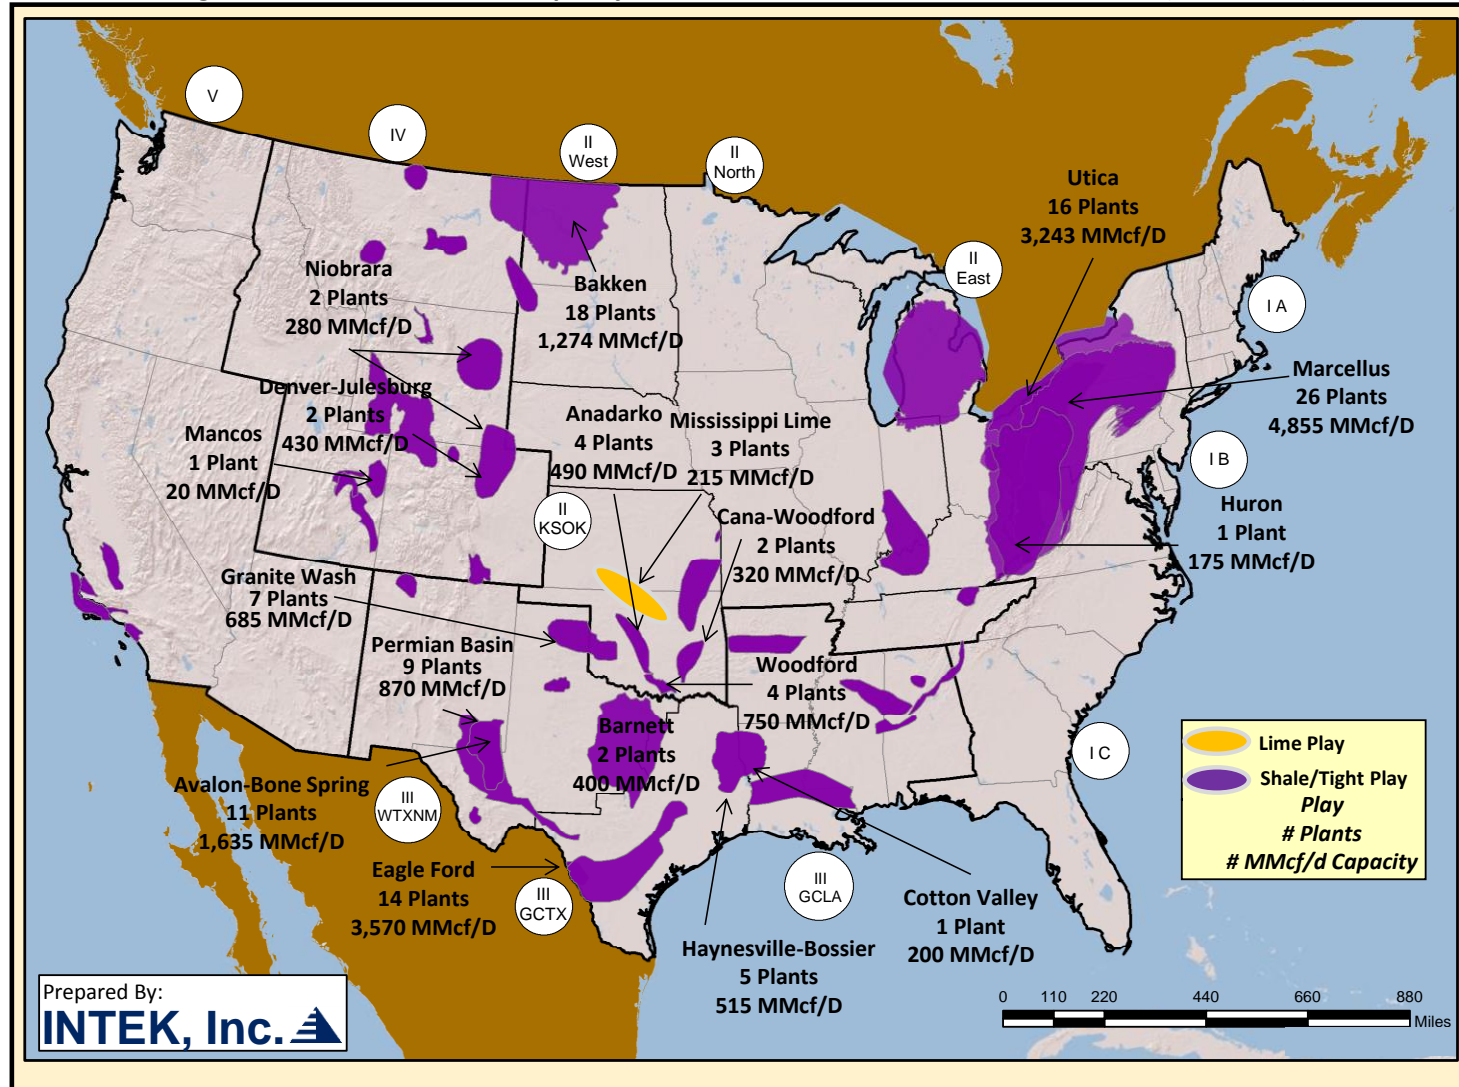 V
IV
II
West
II
North
II
East
I A
I B
I C
II
KSOK
III
WTXNM
III
GCTX
III
GCLA
Utica
16 Plants
3,243 MMcf/D
Niobrara
2 Plants
280 MMcf/D
Bakken
18 Plants
1,274 MMcf/D
Marcellus
26 Plants
4,855 MMcf/D
Denver-Julesburg
2 Plants
430 MMcf/D
Mancos
1 Plant
20 MMcf/D
Anadarko
4 Plants
490 MMcf/D
Mississippi Lime
3 Plants
215 MMcf/D
Cana-Woodford
2 Plants
320 MMcf/D
Huron
1 Plant
175 MMcf/D
Granite Wash
7 Plants
685 MMcf/D
Permian Basin
9 Plants
870 MMcf/D
Woodford
4 Plants
750 MMcf/D
Barnett
2 Plants
400 MMcf/D
Avalon-Bone Spring
11 Plants
1,635 MMcf/D
Eagle Ford
14 Plants
3,570 MMcf/D
Haynesville-Bossier
5 Plants
515 MMcf/D
Cotton Valley
1 Plant
200 MMcf/D
Lime Play
Shale/Tight Play
Play
# Plants
# MMcf/d Capacity
0 110 220 440 660 880
Miles
Prepared By:
INTEK, Inc.